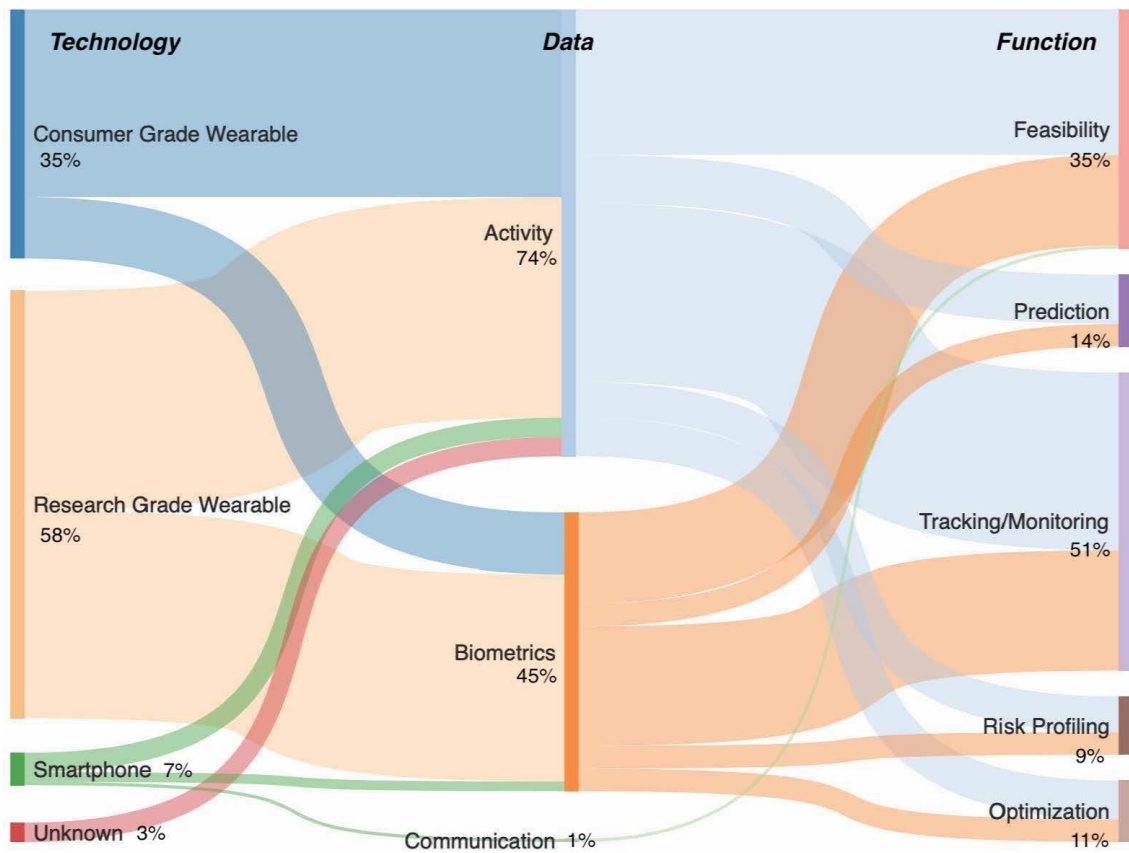 Technology
Data
Function
Consumer Grade Wearable
35%
Research Grade Wearable
58%
Smartphone 7%
Unknown 3%
Activity
74%
Biometrics
45%
Communication 1%
Feasibility
35%
Prediction
14%
Tracking/Monitoring
51%
Risk Profiling
9%
Optimization
11%